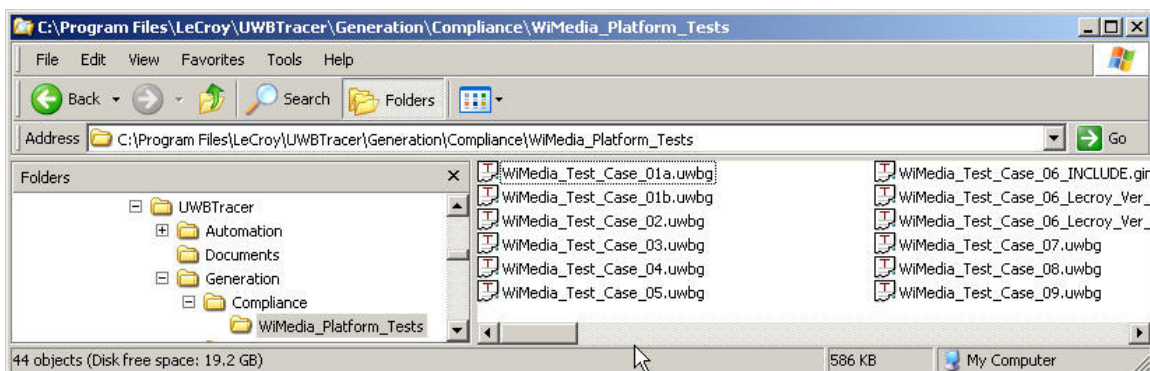 C:\Program Files\LeCroy\UWBTracer\Generation\Compliance\WiMedia_Platform_Tests
File Edit View Favorites Tools Help
Back Search Folders
Address C:\Program Files\LeCroy\UWBTracer\Generation\Compliance\WiMedia_Platform_Tests Go
Folders
UWBTracer
Automation
Documents
Generation
Compliance
WiMedia_Platform_Tests
WiMedia_Test_Case_01a.uwbg
WiMedia_Test_Case_01b.uwbg
WiMedia_Test_Case_02.uwbg
WiMedia_Test_Case_03.uwbg
WiMedia_Test_Case_04.uwbg
WiMedia_Test_Case_05.uwbg
WiMedia_Test_Case_06_INCLUDE.gin
WiMedia_Test_Case_06_Lecroy_Ver_
WiMedia_Test_Case_06_Lecroy_Ver_
WiMedia_Test_Case_07.uwbg
WiMedia_Test_Case_08.uwbg
WiMedia_Test_Case_09.uwbg
44 objects (Disk free space: 19.2 GB) 586 KB My Computer